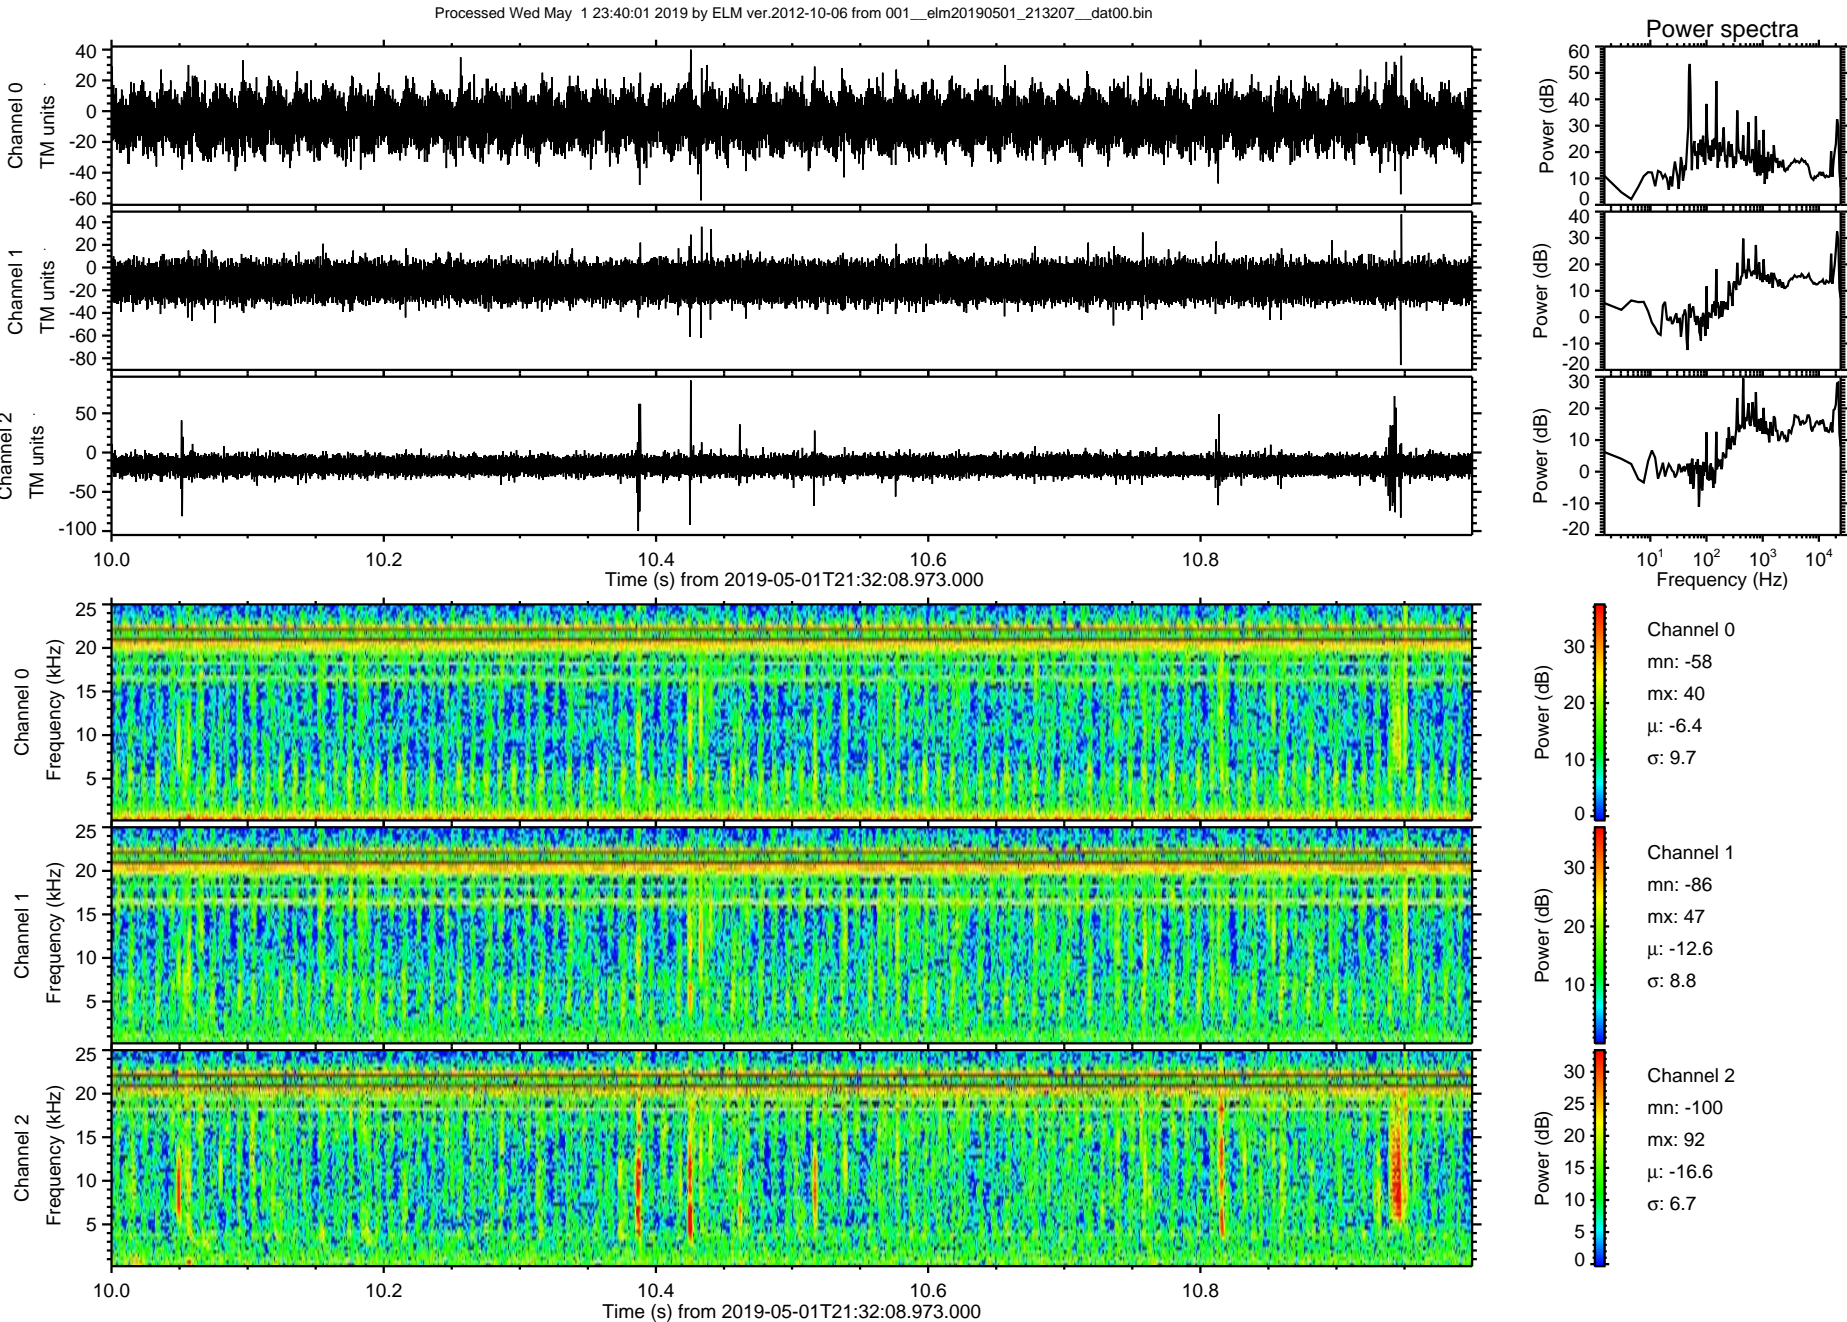 Processed Wed May  1 23:40:01 2019 by ELM ver.2012-10-06 from 001__elm20190501_213207__dat00.bin
Power spectra
Channel 0
TM units
40
20
0
-20
-40
-60
Power (dB)
60
50
40
30
20
10
0
Channel 1
TM units
40
20
0
-20
-40
-60
-80
Power (dB)
40
30
20
10
0
-10
-20
Channel 2
TM units
50
0
-50
-100
Power (dB)
30
20
10
0
-10
-20
10.0 10.2 10.4 10.6 10.8
Time (s) from 2019-05-01T21:32:08.973.000
10¹ 10² 10³ 10⁴
Frequency (Hz)
Channel 0
Frequency (kHz)
25
20
15
10
5
Power (dB)
30
20
10
0
Channel 0
mn: -58
mx: 40
μ: -6.4
σ: 9.7
Channel 1
Frequency (kHz)
25
20
15
10
5
Power (dB)
30
20
10
Channel 1
mn: -86
mx: 47
μ: -12.6
σ: 8.8
Channel 2
Frequency (kHz)
25
20
15
10
5
Power (dB)
30
25
20
15
10
5
0
Channel 2
mn: -100
mx: 92
μ: -16.6
σ: 6.7
10.0 10.2 10.4 10.6 10.8
Time (s) from 2019-05-01T21:32:08.973.000